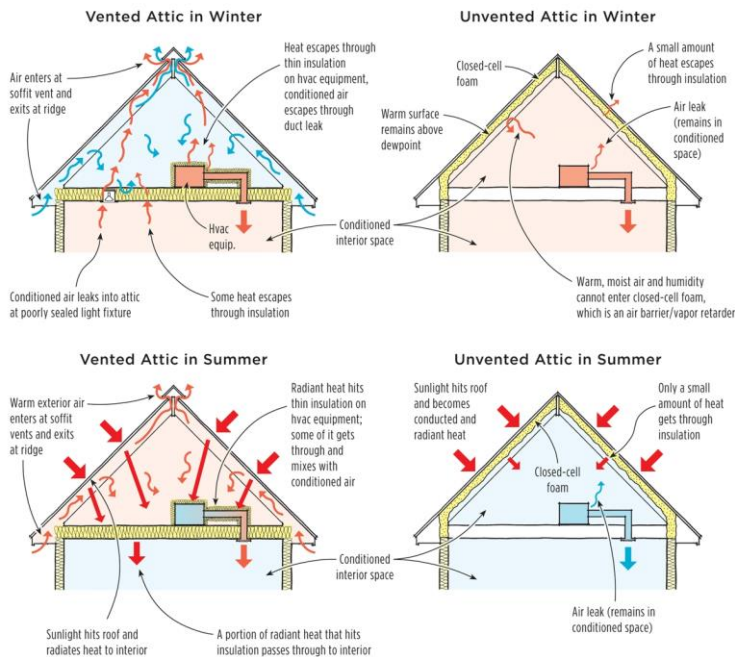 Vented Attic in Winter
Air enters at
soffit vent and
exits at ridge
Heat escapes through
thin insulation
on hvac equipment,
conditioned air
escapes through
duct leak
Hvac
equip.
Conditioned
interior space
Conditioned air leaks into attic
at poorly sealed light fixture
Some heat escapes
through insulation
Unvented Attic in Winter
Closed-cell
foam
A small amount
of heat escapes
through insulation
Warm surface
remains above
dewpoint
Air leak
(remains in
conditioned
space)
Warm, moist air and humidity
cannot enter closed-cell foam,
which is an air barrier/vapor retarder
Vented Attic in Summer
Warm exterior air
enters at soffit
vents and exits
at ridge
Radiant heat hits
thin insulation on
hvac equipment;
some of it gets
through and
mixes with
conditioned air
Conditioned
interior space
Sunlight hits roof and
radiates heat to interior
A portion of radiant heat that hits
insulation passes through to interior
Unvented Attic in Summer
Sunlight hits roof
and becomes
conducted and
radiant heat
Only a small
amount of heat
gets through
insulation
Closed-cell
foam
Air leak (remains in
conditioned space)